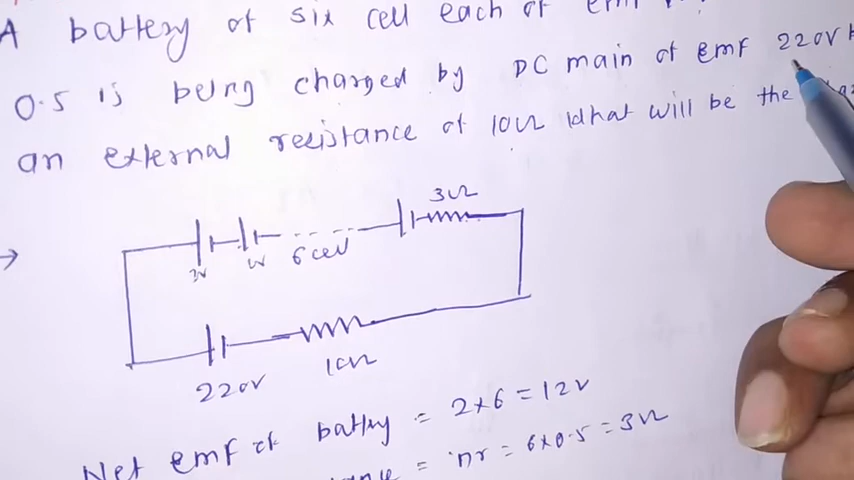 A battery of six cell each of emf
0.5 is being charged by DC main of emf 220V
an external resistance of 10Ω What will be the
3Ω
6 cell
220V
10Ω
Net emf of battery = 2×6 = 12V
= nr = 6×0.5 = 3Ω